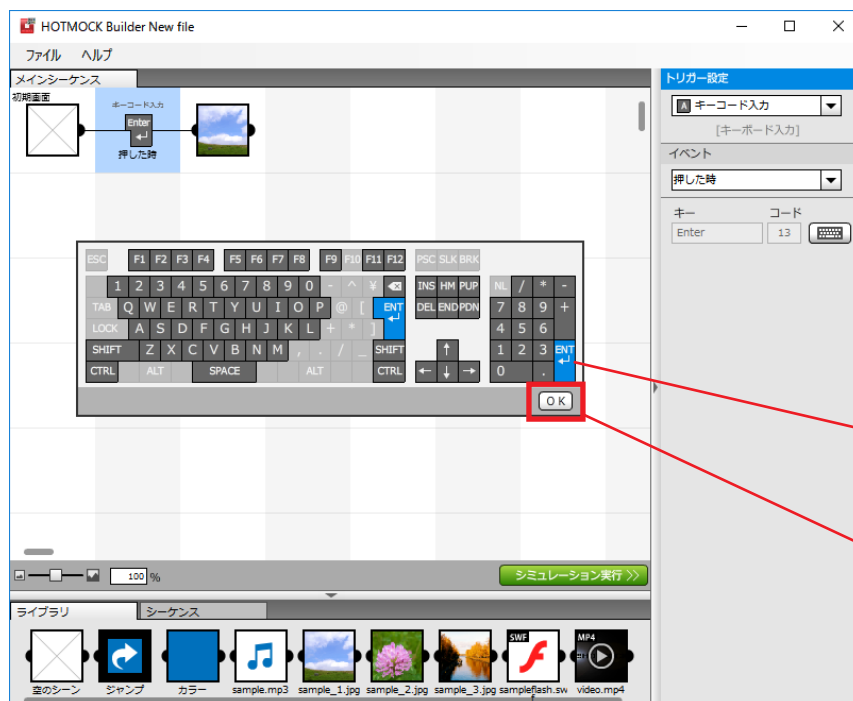 HOTMOCK Builder New file
ファイル ヘルプ
メインシーケンス
初期画面
キーコード入力
Enter
押した時
トリガー設定
A キーコード入力
[キーボード入力]
イベント
押した時
キー コード
Enter 13
ESC F1 F2 F3 F4 F5 F6 F7 F8 F9 F10 F11 F12 PSC SLK BRK
1 2 3 4 5 6 7 8 9 0 - ^ ¥ INS HM PUP NL / * -
TAB Q W E R T Y U I O P @ [ ENT DEL END PDN 7 8 9 +
LOCK A S D F G H J K L + * ] 4 5 6
SHIFT Z X C V B N M , . / _ SHIFT ↑ 1 2 3 ENT
CTRL ALT SPACE ALT CTRL ← ↓ → 0 .
OK
100 %
シミュレーション実行 >>
ライブラリ シーケンス
SWF MP4
空のシーン ジャンプ カラー sample.mp3 sample_1.jpg sample_2.jpg sample_3.jpg sampleflash.sw video.mp4
f